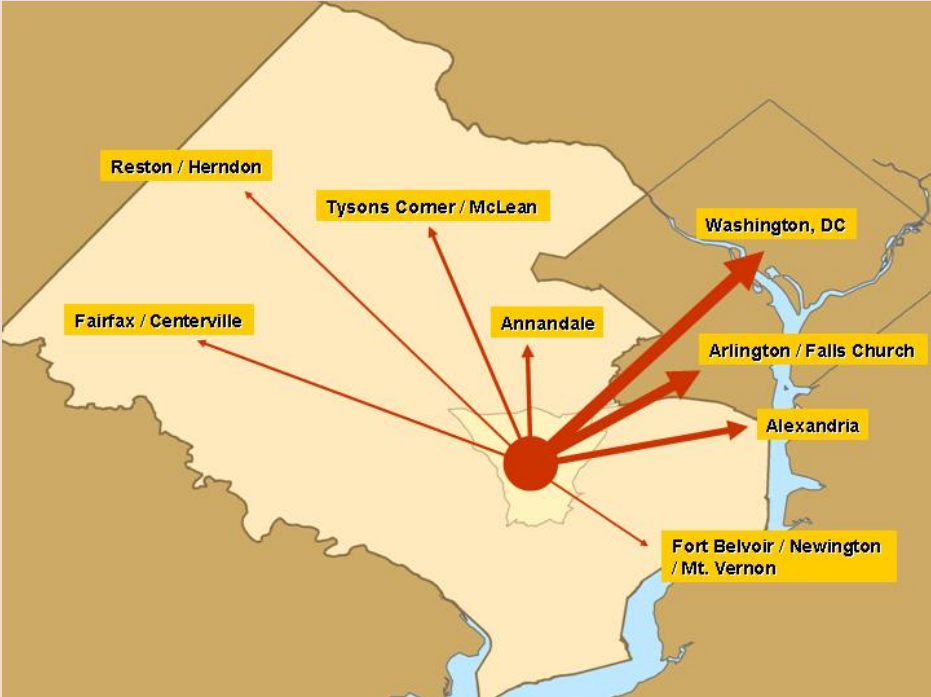 Reston / Herndon
Tysons Corner / McLean
Washington, DC
Fairfax / Centerville
Annandale
Arlington / Falls Church
Alexandria
Fort Belvoir / Newington
/ Mt. Vernon